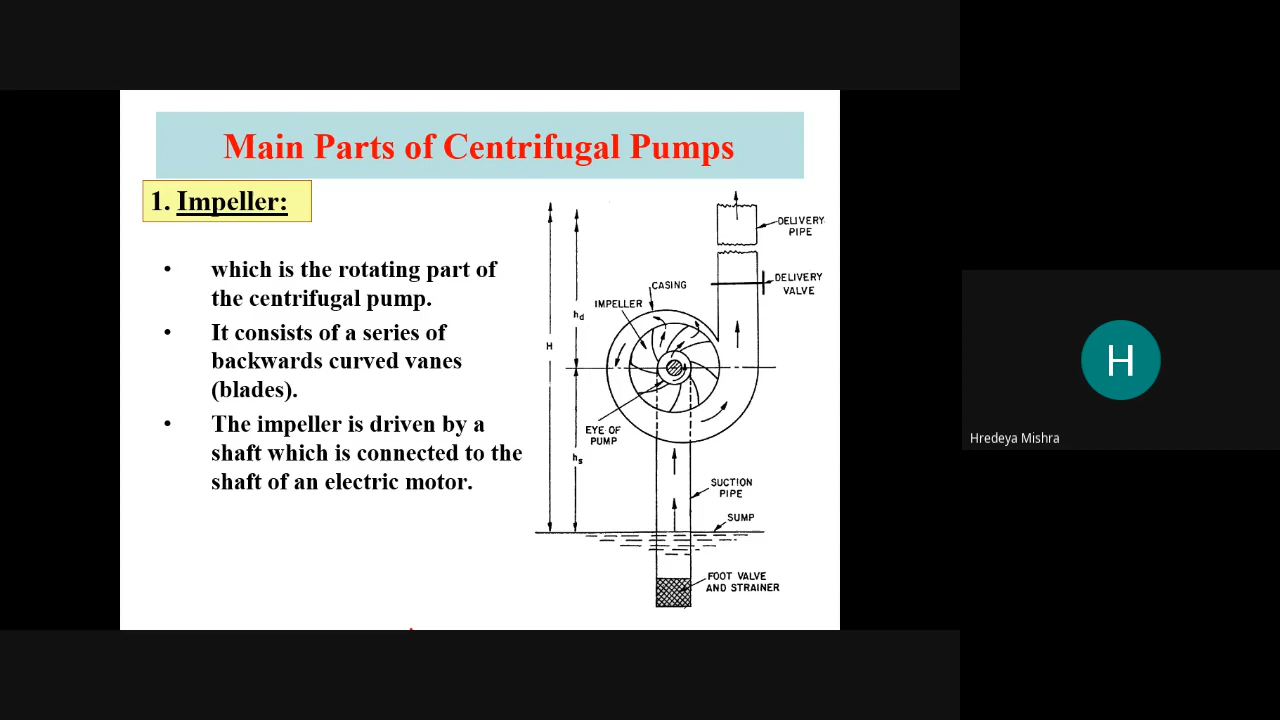 Main Parts of Centrifugal Pumps
1. Impeller:
• which is the rotating part of
the centrifugal pump.
• It consists of a series of
backwards curved vanes
(blades).
• The impeller is driven by a
shaft which is connected to the
shaft of an electric motor.
DELIVERY
PIPE
DELIVERY
VALVE
CASING
IMPELLER
hd
H
EYE OF
PUMP
hs
SUCTION
PIPE
SUMP
FOOT VALVE
AND STRAINER
H
Hredeya Mishra